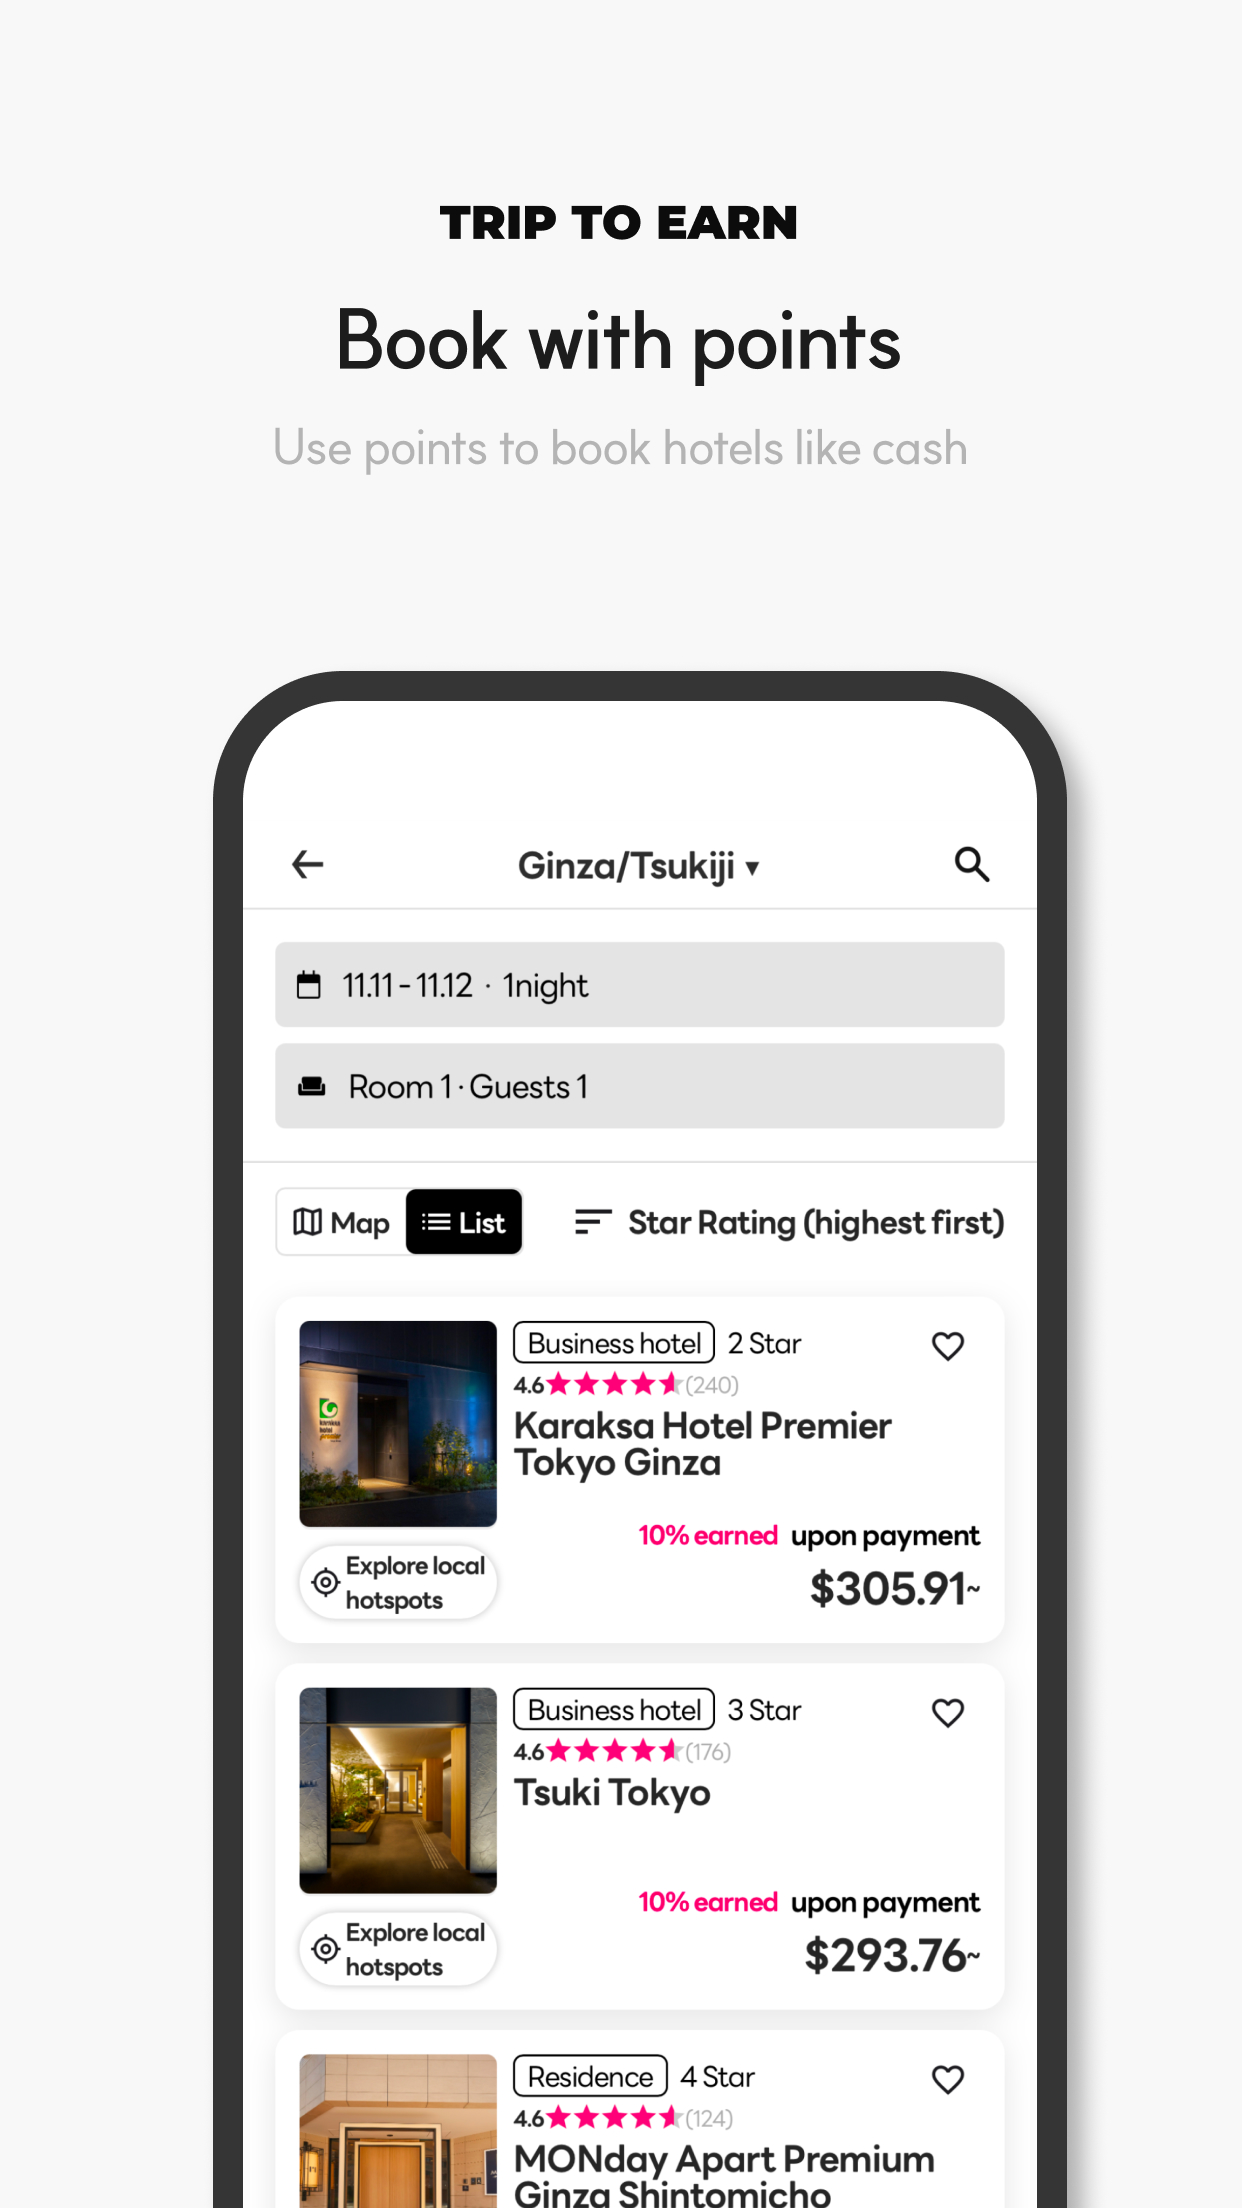 TRIP TO EARN
Book with points
Use points to book hotels like cash
Ginza/Tsukiji ▾
11.11 - 11.12 · 1night
Room 1 · Guests 1
Map
List
Star Rating (highest first)
Business hotel 2 Star
4.6 (240)
Karaksa Hotel Premier
Tokyo Ginza
10% earned upon payment
Explore local
hotspots
$305.91~
Business hotel 3 Star
4.6 (176)
Tsuki Tokyo
10% earned upon payment
Explore local
hotspots
$293.76~
Residence 4 Star
4.6 (124)
MONday Apart Premium
Ginza Shintomicho